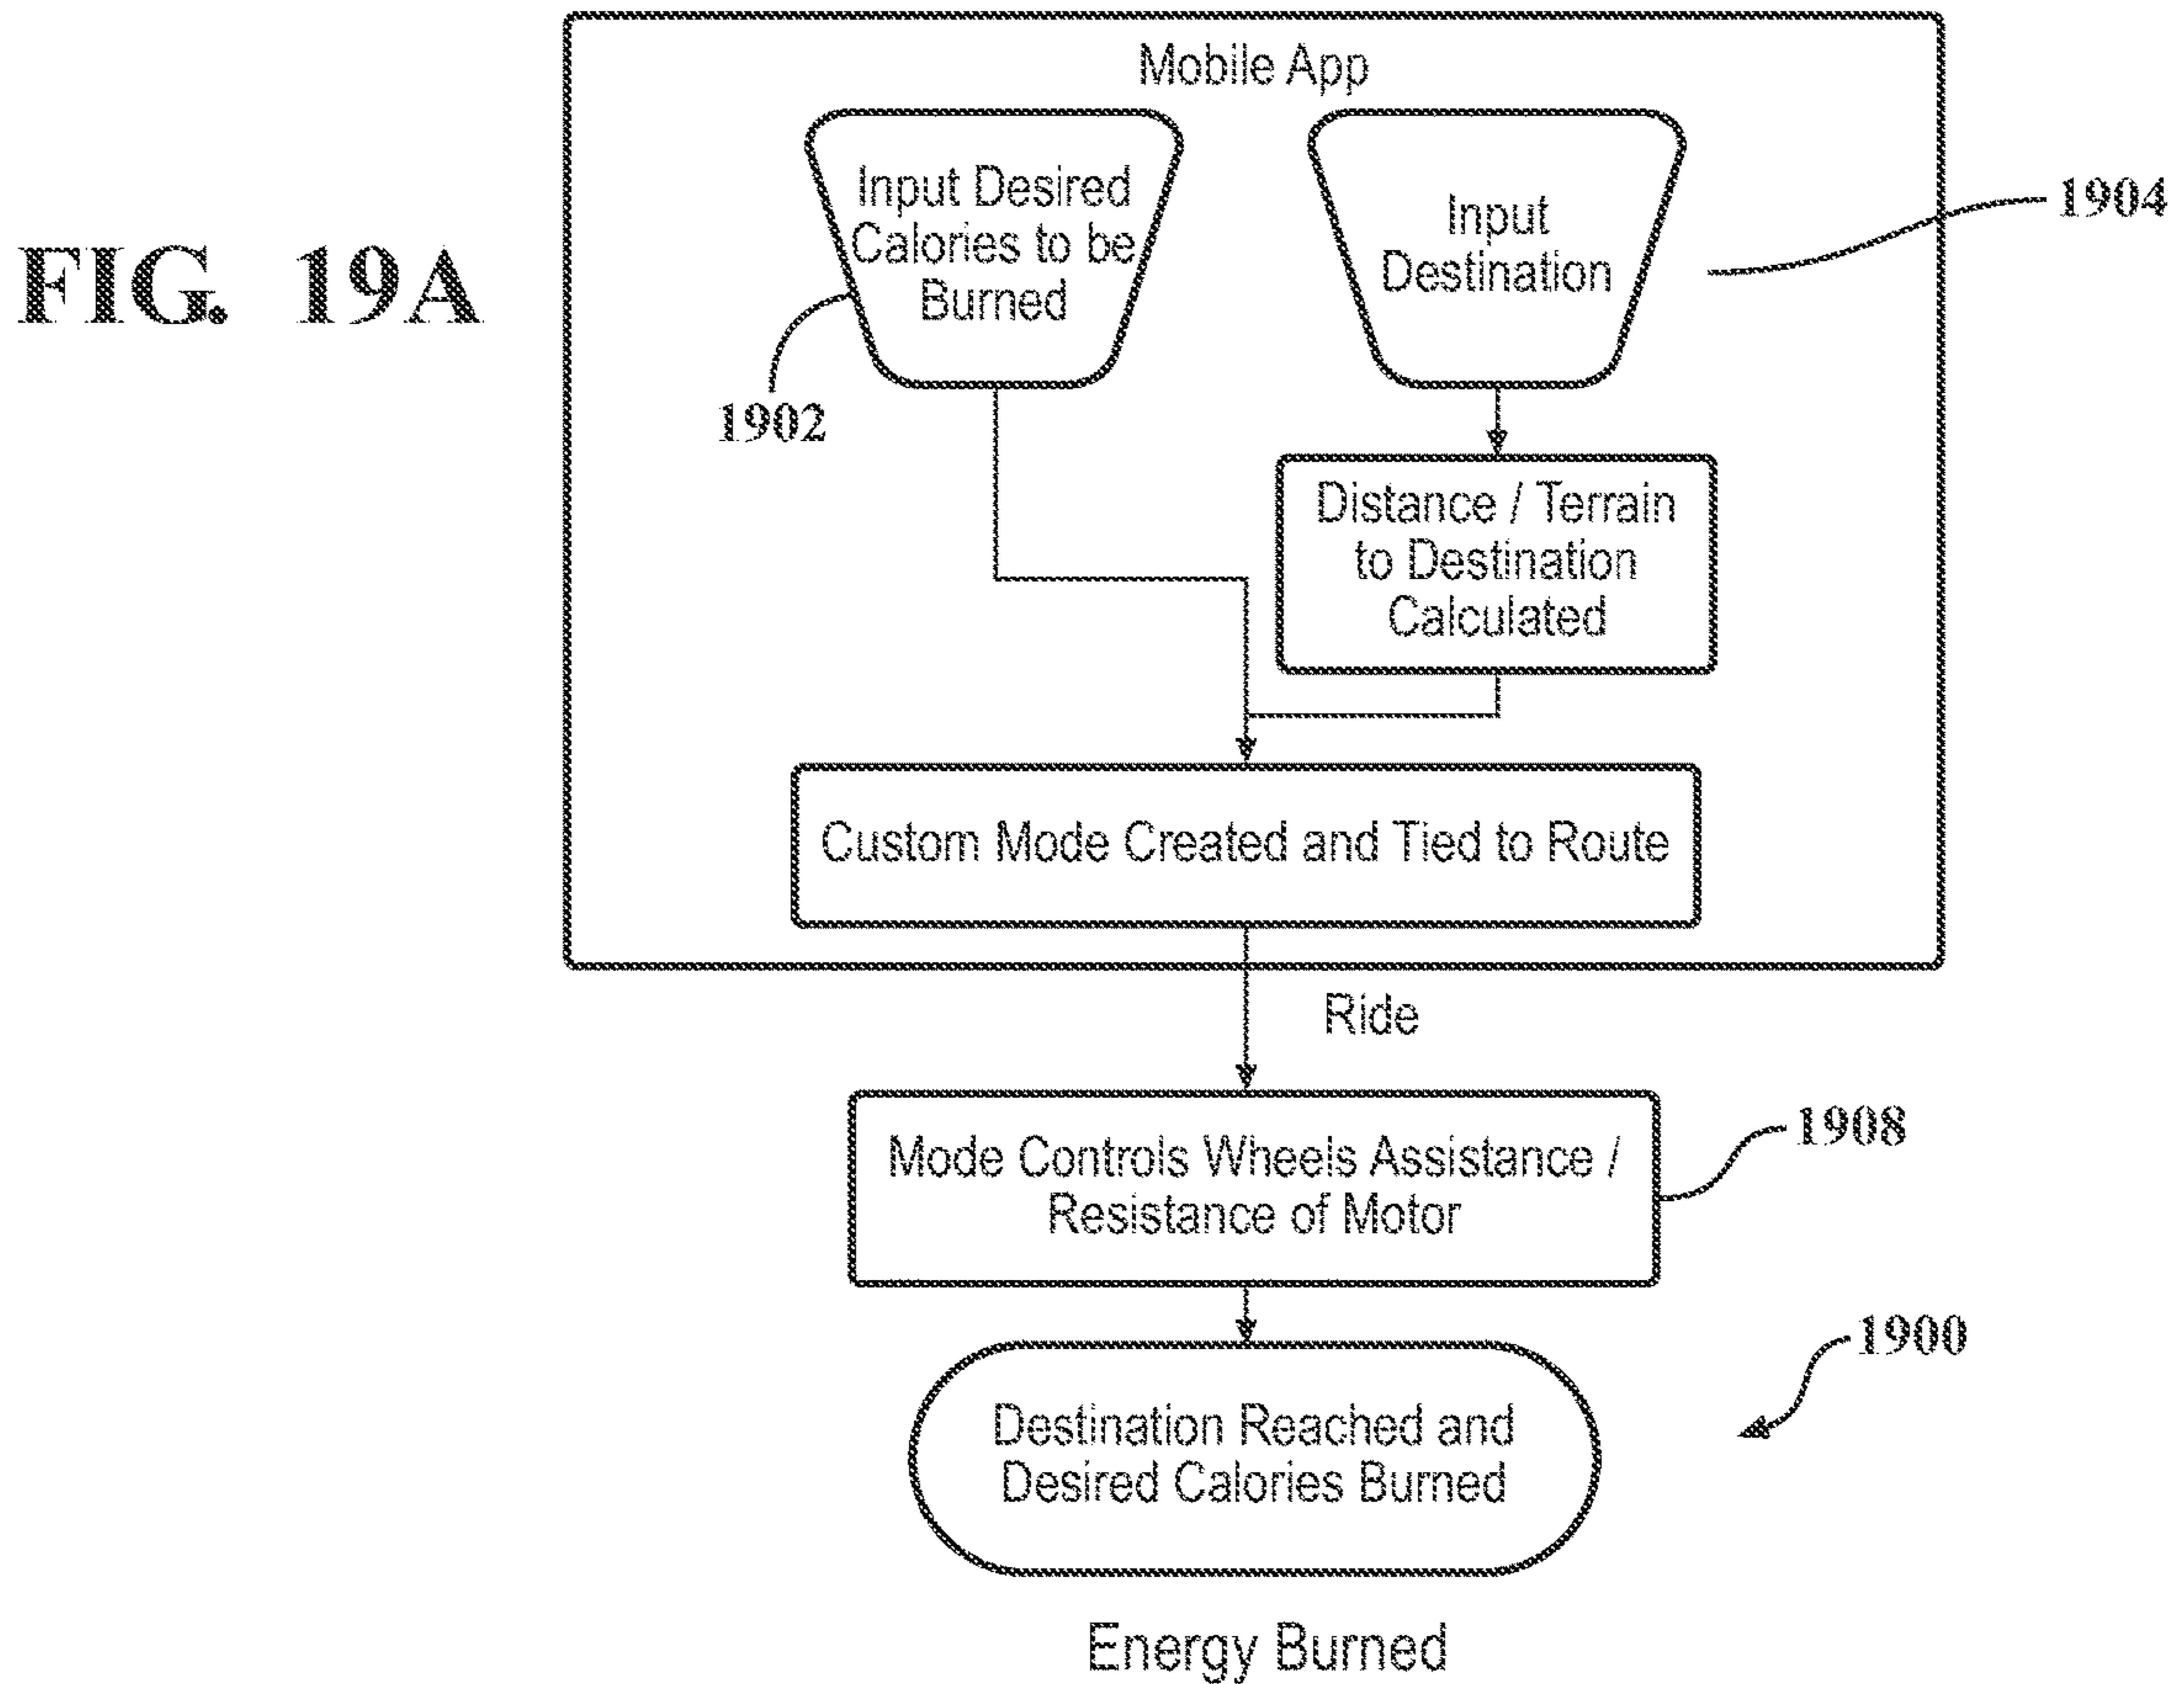 FIG. 19A
Mobile App
Input Desired
Calories to be
Burned
1902
Input
Destination
1904
Distance / Terrain
to Destination
Calculated
Custom Mode Created and Tied to Route
Ride
Mode Controls Wheels Assistance /
Resistance of Motor
1908
1900
Destination Reached and
Desired Calories Burned
Energy Burned